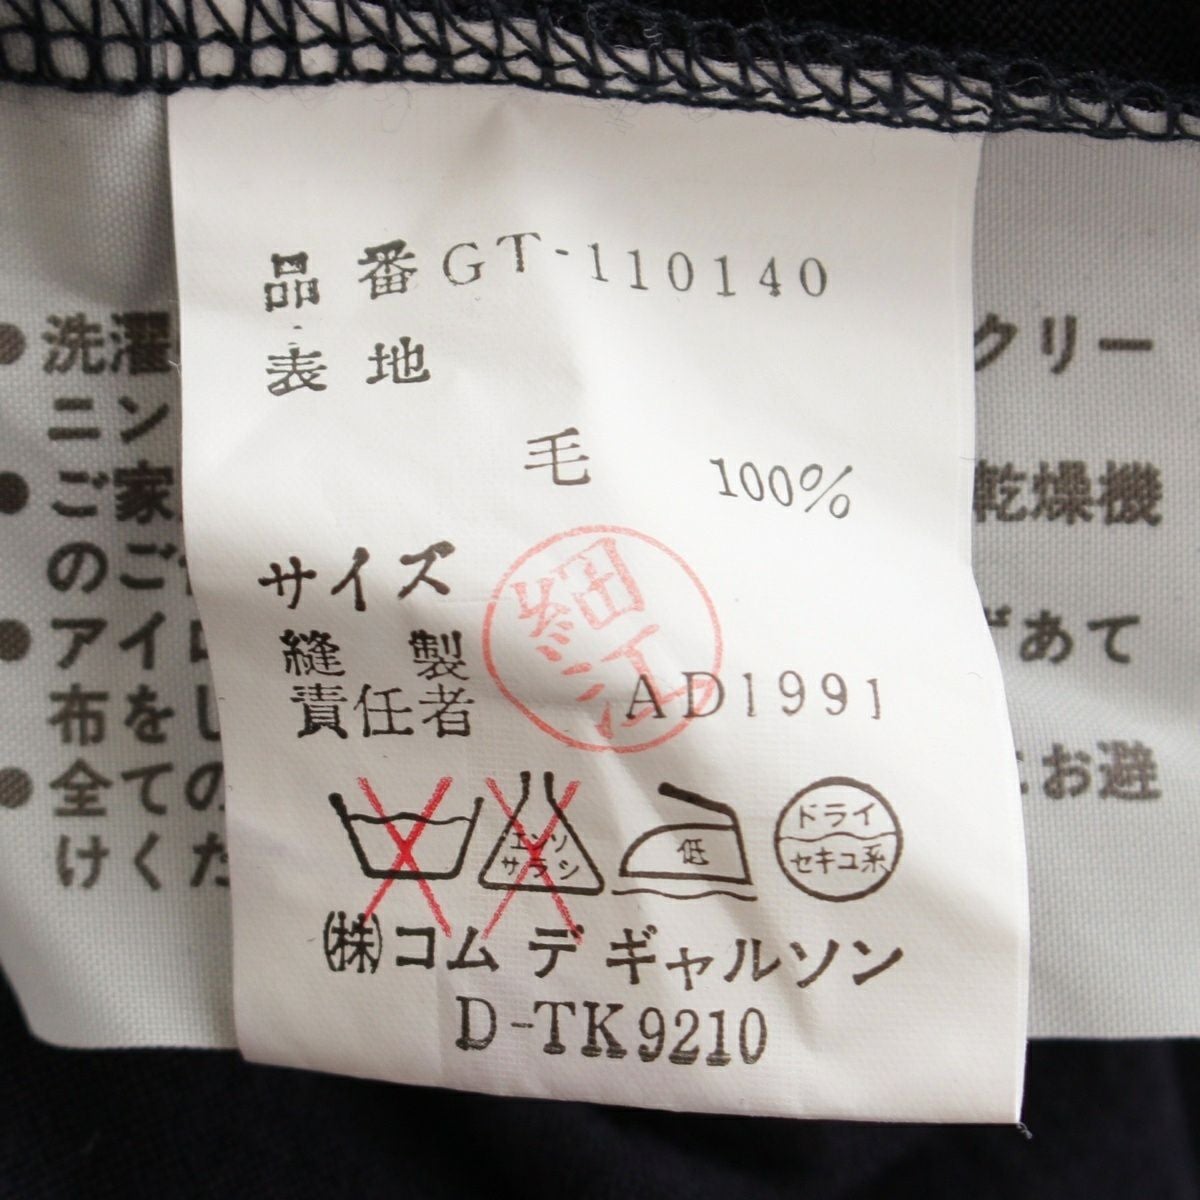 品番 GT-110140
表地
毛 100%
サイズ
縫製
責任者
細江
AD1991
エンソ
サラシ
低
ドライ
セキユ系
(株)コム デ ギャルソン
D-TK9210
●洗濯 クリー
ニン
●ご家 乾燥機
のご
●アイロ ずあて
布をし
●全ての にお避
けくだ